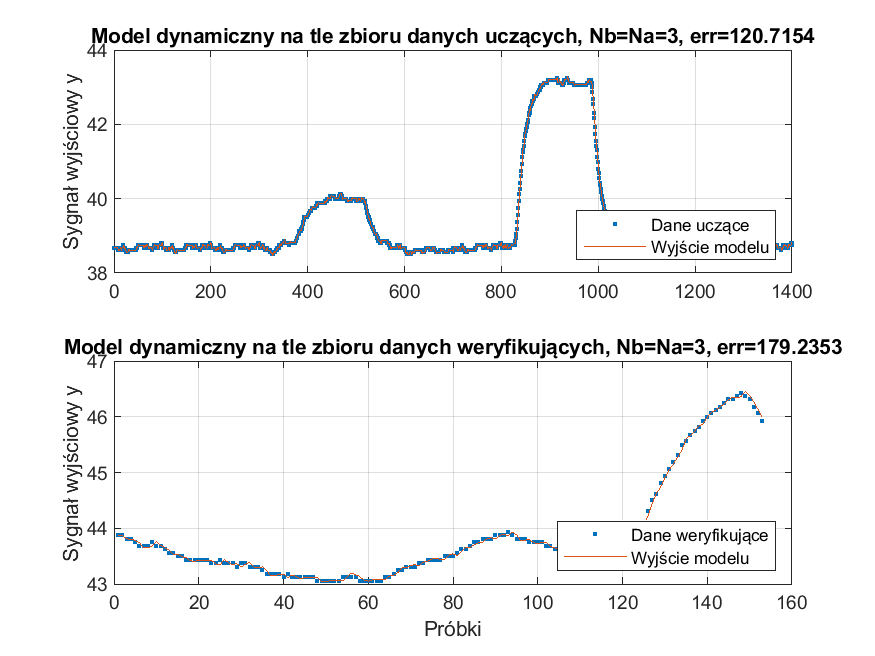 Model dynamiczny na tle zbioru danych uczących, Nb=Na=3, err=120.7154
44
42
40
38
Sygnał wyjściowy y
Dane uczące
Wyjście modelu
0 200 400 600 800 1000 1200 1400
Model dynamiczny na tle zbioru danych weryfikujących, Nb=Na=3, err=179.2353
47
46
45
44
43
Sygnał wyjściowy y
Dane weryfikujące
Wyjście modelu
0 20 40 60 80 100 120 140 160
Próbki